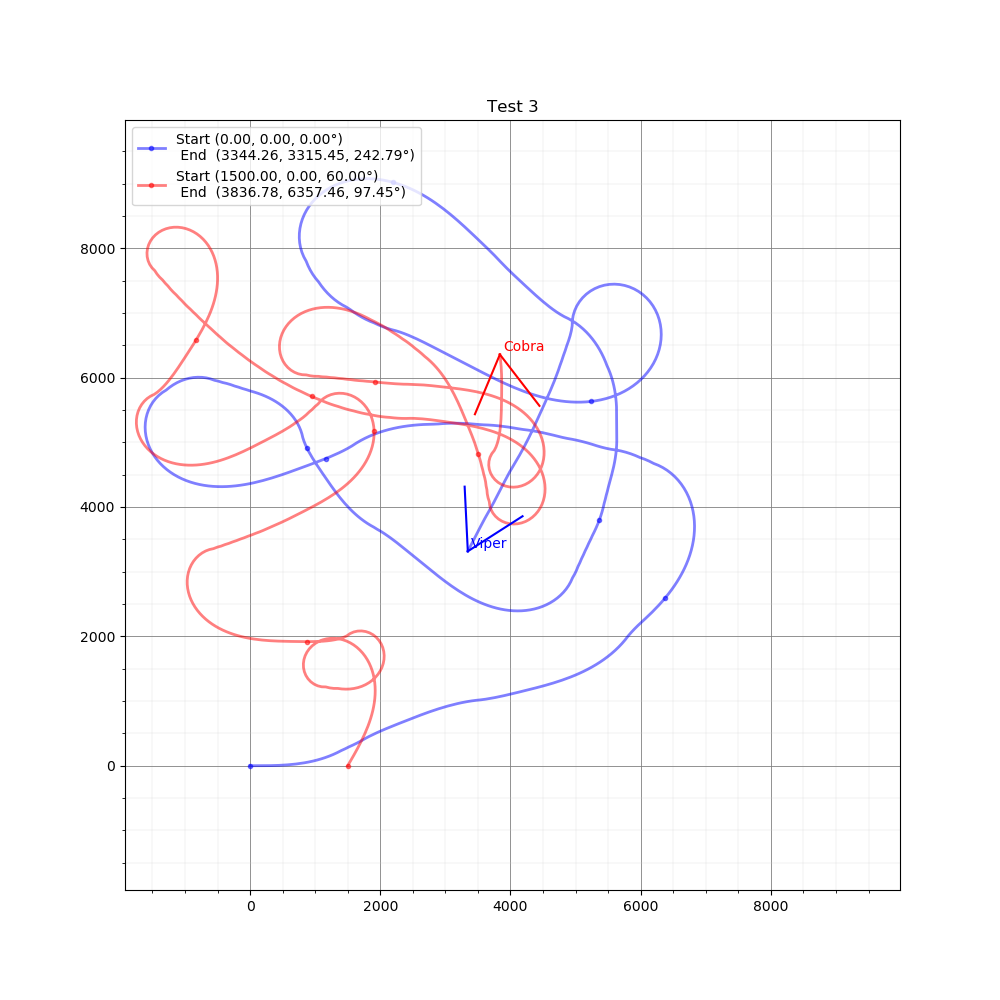 Test 3
Start (0.00, 0.00, 0.00°)
End (3344.26, 3315.45, 242.79°)
Start (1500.00, 0.00, 60.00°)
End (3836.78, 6357.46, 97.45°)
8000
6000
4000
2000
0
Cobra
Viper
0
2000
4000
6000
8000